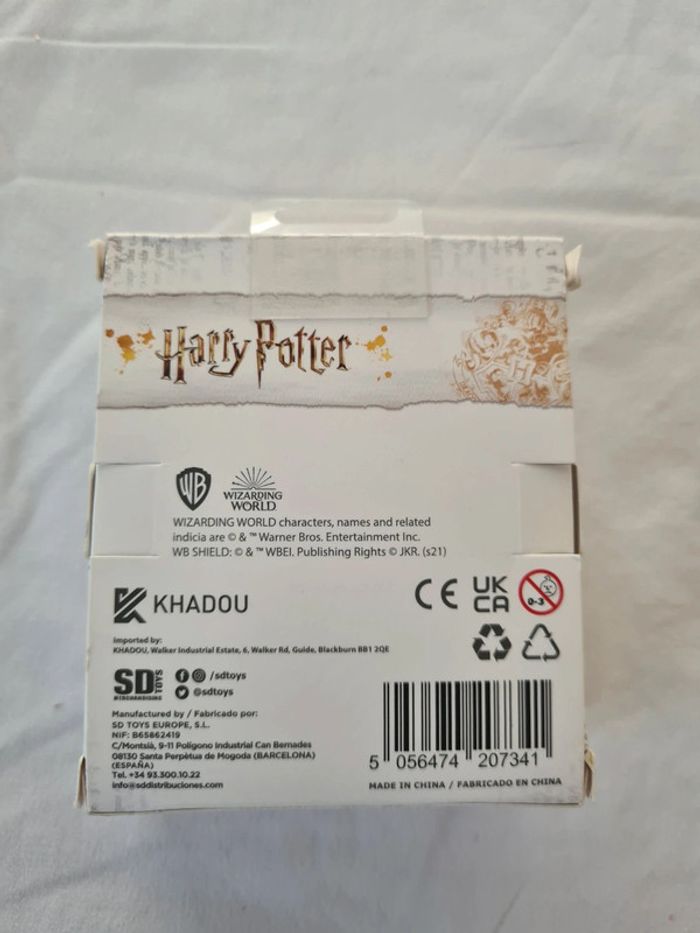 Harry Potter
WB
WIZARDING
WORLD
WIZARDING WORLD characters, names and related
indicia are © & ™ Warner Bros. Entertainment Inc.
WB SHIELD: © & ™ WBEI. Publishing Rights © JKR. (s21)
KHADOU
CE
UK
CA
0-3
Imported by:
KHADOU, Walker Industrial Estate, 6, Walker Rd, Guide, Blackburn BB1 2QE
SD TOYS
MERCHANDISING
/sdtoys
@sdtoys
Manufactured by / Fabricado por:
SD TOYS EUROPE, S.L.
NIF: B65862419
C/Montsià, 9-11 Polígono Industrial Can Bernades
08130 Santa Perpètua de Mogoda (BARCELONA)
(ESPAÑA)
Tel. +34 93.300.10.22
info@sddistribuciones.com
5 056474 207341
MADE IN CHINA / FABRICADO EN CHINA